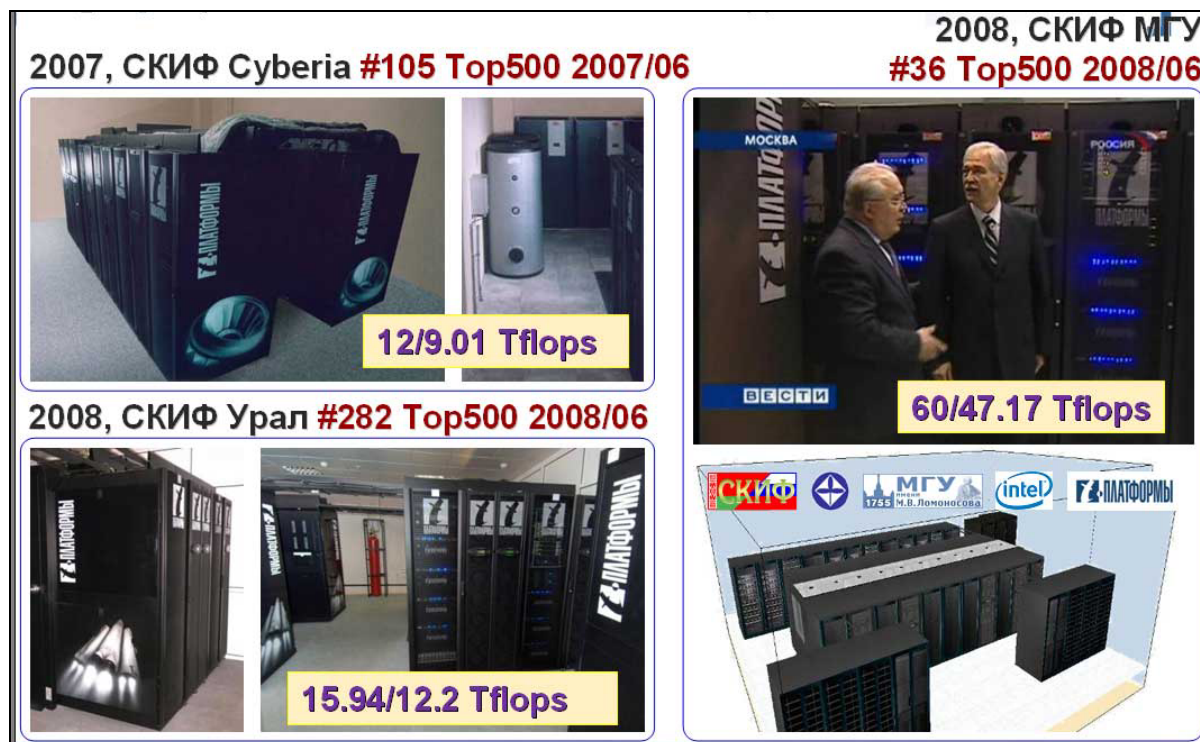 2007, СКИФ Cyberia #105 Top500 2007/06
Т-ПЛАТФОРМЫ
Т-ПЛАТФОРМЫ
12/9.01 Tflops
2008, СКИФ Урал #282 Top500 2008/06
Т-ПЛАТФОРМЫ
Т-ПЛАТФОРМЫ
Т-ПЛАТФОРМЫ
15.94/12.2 Tflops
2008, СКИФ МГУ
#36 Top500 2008/06
МОСКВА
РОССИЯ
Т-ПЛАТФОРМЫ
ПЛАТФОРМЫ
ВЕСТИ
60/47.17 Tflops
СКИФ
МГУ
имени
1755 М.В.Ломоносова
intel
Т-ПЛАТФОРМЫ